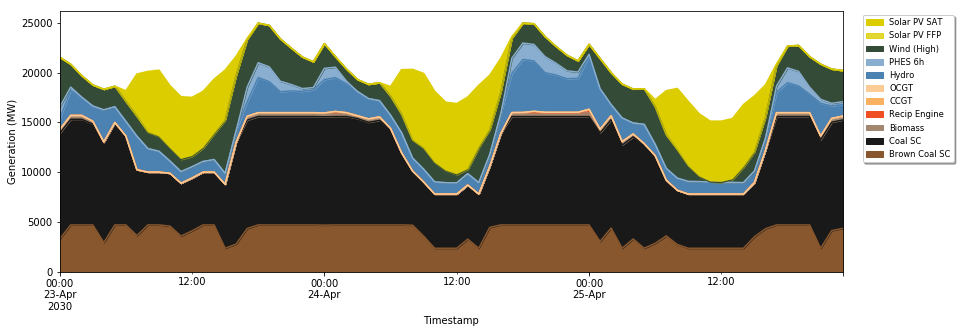 25000
20000
15000
10000
5000
0
Generation (MW)
00:00
23-Apr
2030
12:00
00:00
24-Apr
12:00
00:00
25-Apr
12:00
Timestamp
Solar PV SAT
Solar PV FFP
Wind (High)
PHES 6h
Hydro
OCGT
CCGT
Recip Engine
Biomass
Black Coal SC
Brown Coal SC